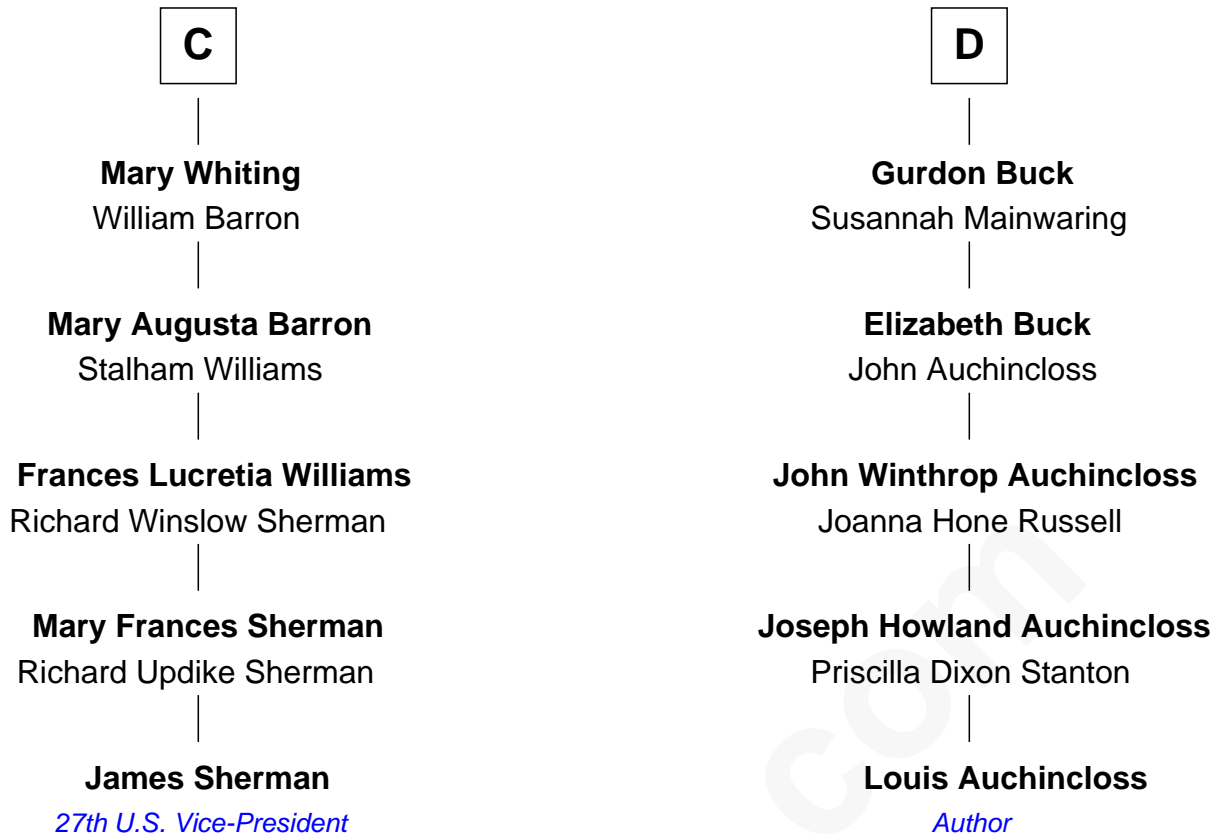 C
Mary Whiting
William Barron
Mary Augusta Barron
Stalham Williams
Frances Lucretia Williams
Richard Winslow Sherman
Mary Frances Sherman
Richard Updike Sherman
James Sherman
27th U.S. Vice-President
D
Gurdon Buck
Susannah Mainwaring
Elizabeth Buck
John Auchincloss
John Winthrop Auchincloss
Joanna Hone Russell
Joseph Howland Auchincloss
Priscilla Dixon Stanton
Louis Auchincloss
Author
com